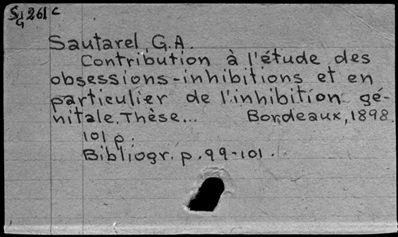 S/G 261 c
Sautarel G.A.
Contribution à l'étude des
obsessions-inhibitions et en
particulier de l'inhibition gé-
nitale. Thèse... Bordeaux, 1898.
101 p.
Bibliogr. p. 99-101.